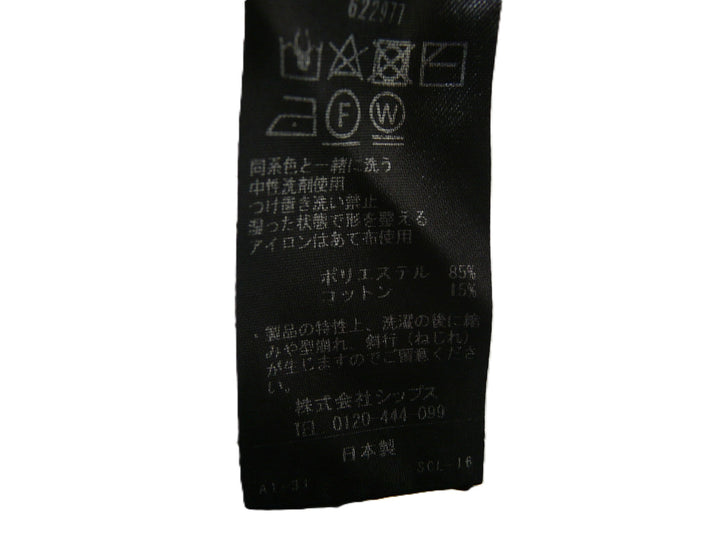 622977
F W
同系色と一緒に洗う
中性洗剤使用
つけ置き洗い禁止
湿った状態で形を整える
アイロンはあて布使用
ポリエステル 85%
コットン 15%
・製品の特性上、洗濯の後に縮
みや型崩れ、斜行(ねじれ)
が生じますのでご留意くださ
い。
株式会社シップス
TEL 0120-444-099
日本製
A1-31 SCL-16